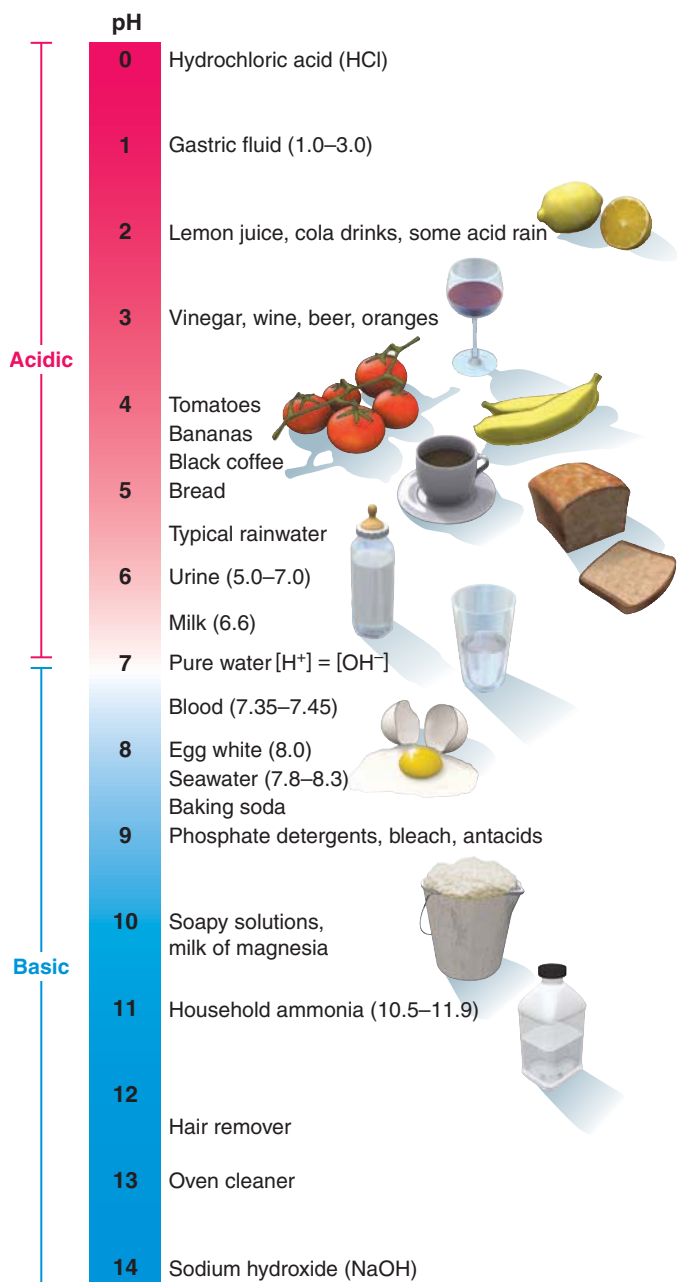 pH
0 Hydrochloric acid (HCl)
1 Gastric fluid (1.0–3.0)
2 Lemon juice, cola drinks, some acid rain
3 Vinegar, wine, beer, oranges
Acidic
4 Tomatoes
Bananas
Black coffee
5 Bread
Typical rainwater
6 Urine (5.0–7.0)
Milk (6.6)
7 Pure water [H⁺] = [OH⁻]
Blood (7.35–7.45)
8 Egg white (8.0)
Seawater (7.8–8.3)
Baking soda
9 Phosphate detergents, bleach, antacids
10 Soapy solutions,
milk of magnesia
Basic
11 Household ammonia (10.5–11.9)
12
Hair remover
13 Oven cleaner
14 Sodium hydroxide (NaOH)